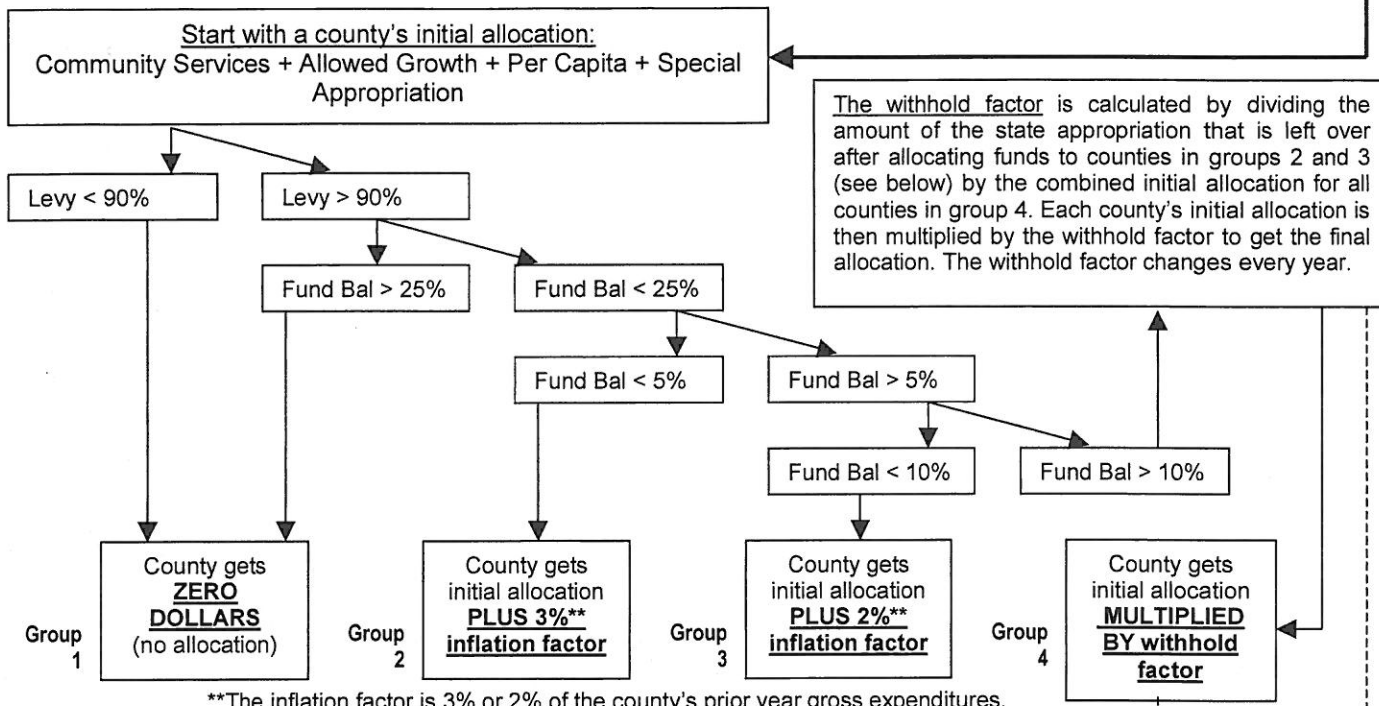 Start with a county's initial allocation:
Community Services + Allowed Growth + Per Capita + Special
Appropriation
The withhold factor is calculated by dividing the
amount of the state appropriation that is left over
after allocating funds to counties in groups 2 and 3
(see below) by the combined initial allocation for all
counties in group 4. Each county's initial allocation is
then multiplied by the withhold factor to get the final
allocation. The withhold factor changes every year.
Levy < 90%
Levy > 90%
Fund Bal > 25%
Fund Bal < 25%
Fund Bal < 5%
Fund Bal > 5%
Fund Bal < 10%
Fund Bal > 10%
Group
1
County gets
ZERO
DOLLARS
(no allocation)
Group
2
County gets
initial allocation
PLUS 3%**
inflation factor
Group
3
County gets
initial allocation
PLUS 2%**
inflation factor
Group
4
County gets
initial allocation
MULTIPLIED
BY withhold
factor
**The inflation factor is 3% or 2% of the county's prior year gross expenditures.